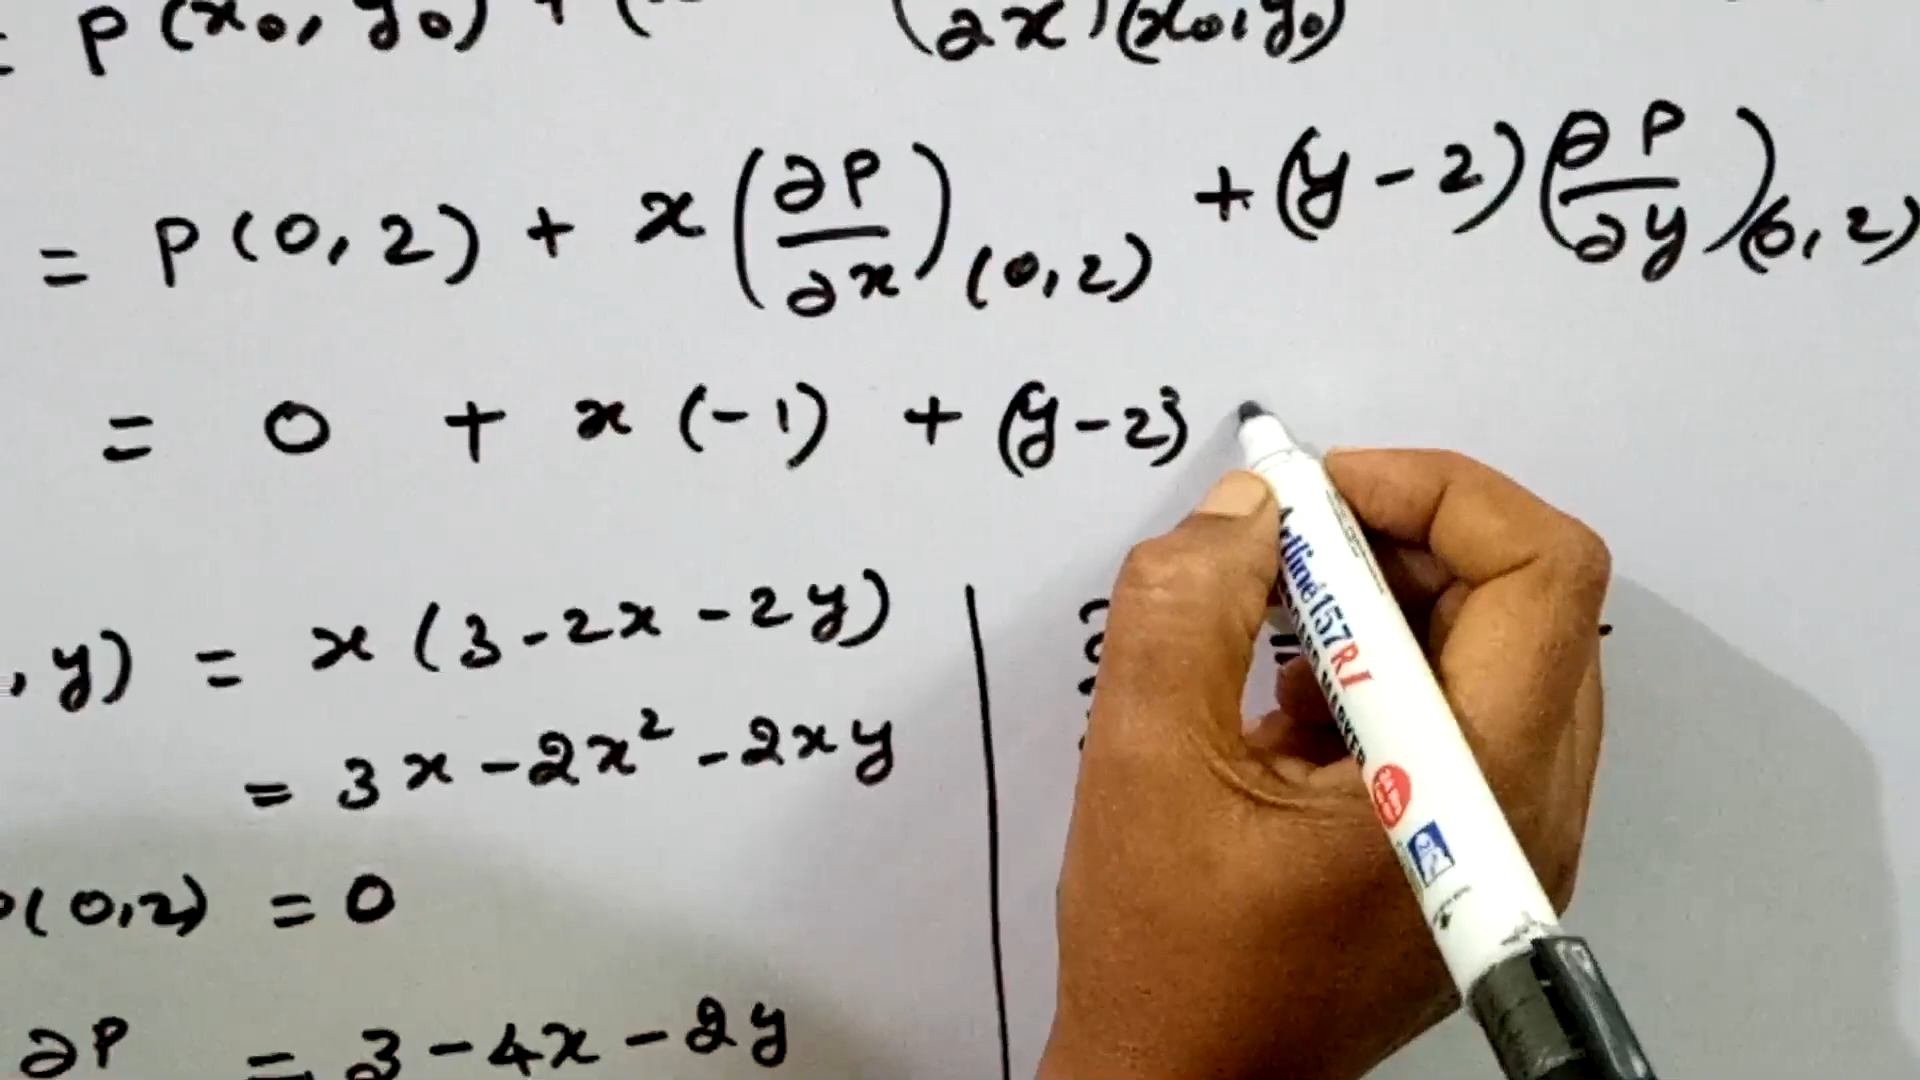 = P(x₀, y₀) + ( ∂x)(x₀, y₀)
= P(0, 2) + x (∂P/∂x)(0, 2) + (y - 2) (∂P/∂y)(0, 2)
= 0 + x (-1) + (y - 2)
, y) = x (3 - 2x - 2y)
= 3x - 2x² - 2xy
P(0,2) = 0
∂P = 3 - 4x - 2y
Artline 157R